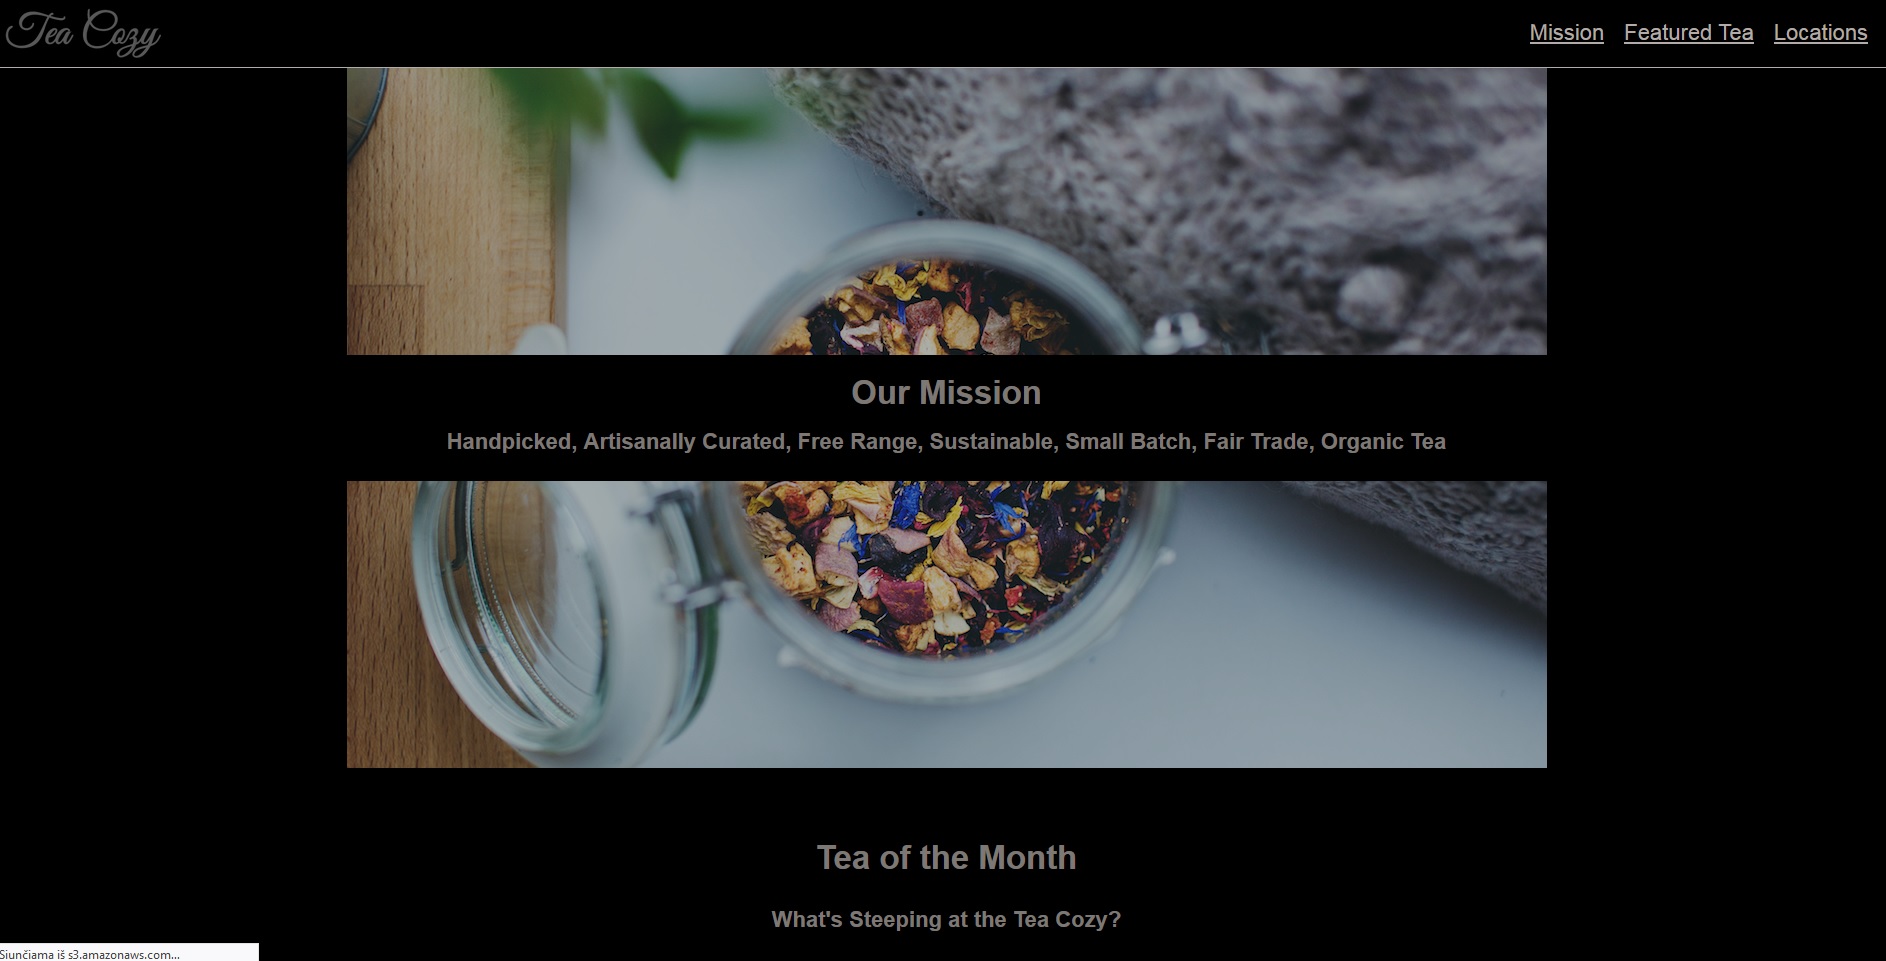 Tea Cozy
Mission Featured Tea Locations
Our Mission
Handpicked, Artisanally Curated, Free Range, Sustainable, Small Batch, Fair Trade, Organic Tea
Tea of the Month
What's Steeping at the Tea Cozy?
Siunčiama iš s3.amazonaws.com...